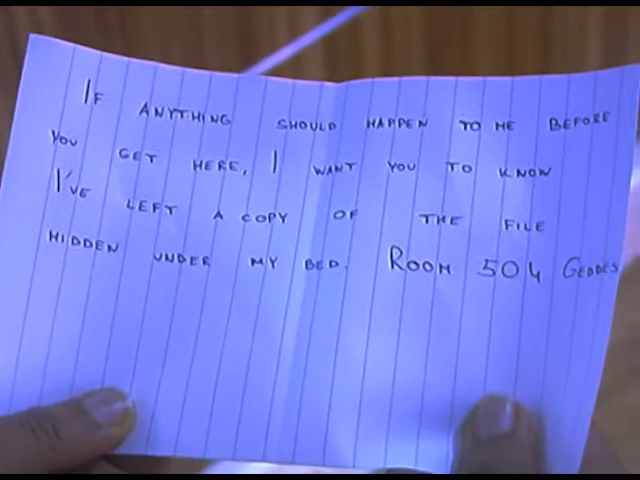 IF ANYTHING SHOULD HAPPEN TO ME BEFORE
YOU GET HERE, I WANT YOU TO KNOW
I'VE LEFT A COPY OF THE FILE
HIDDEN UNDER MY BED. ROOM 504 GEDDES